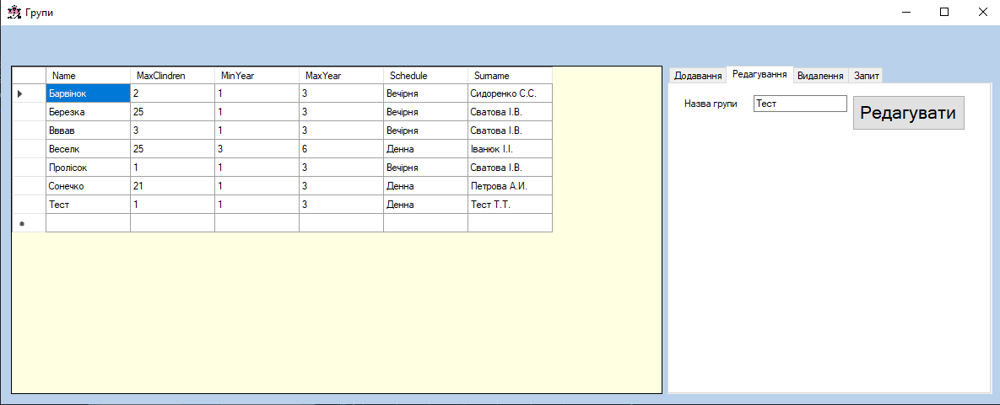 Групи
Name MaxClindren MinYear MaxYear Schedule Surname
Барвінок 2 1 3 Вечірня Сидоренко С.С.
Березка 25 1 3 Вечірня Сватова І.В.
Вввав 3 1 3 Вечірня Сватова І.В.
Веселк 25 3 6 Денна Іванюк І.І.
Пролісок 1 1 3 Вечірня Сватова І.В.
Сонечко 21 1 3 Денна Петрова А.И.
Тест 1 1 3 Денна Тест Т.Т.
Додавання Редагування Видалення Запит
Назва групи Тест Редагувати